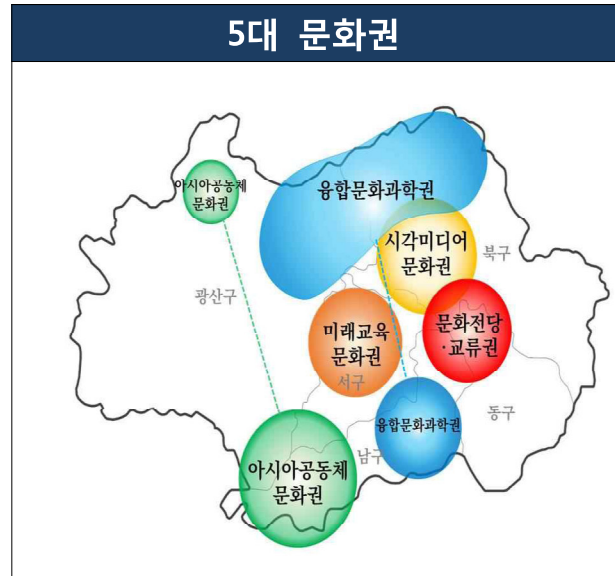 5대 문화권
아시아공동체
문화권
융합문화과학권
시각미디어
문화권
북구
광산구
미래교육
문화권
서구
문화전당
·교류권
동구
융합문화과학권
남구
아시아공동체
문화권